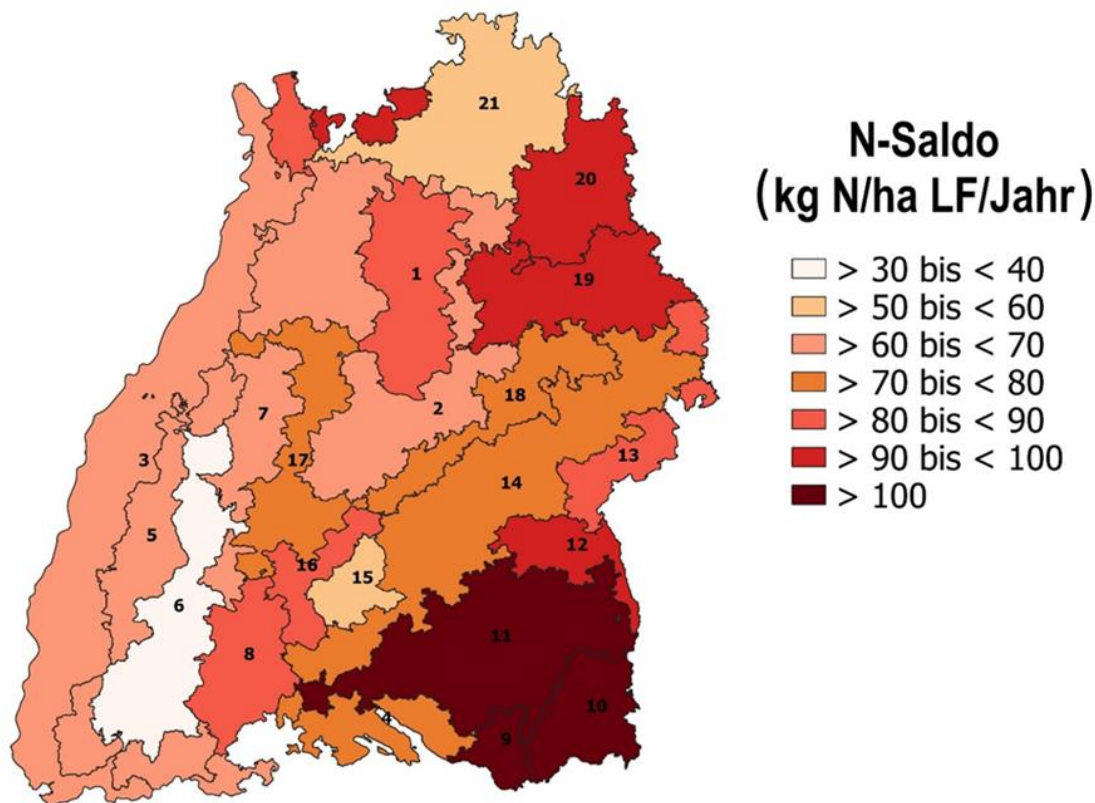 N-Saldo
(kg N/ha LF/Jahr)
> 30 bis < 40
> 50 bis < 60
> 60 bis < 70
> 70 bis < 80
> 80 bis < 90
> 90 bis < 100
> 100
21
20
1
19
2
18
7
3
17
13
14
5
12
16
15
6
11
8
10
4
9